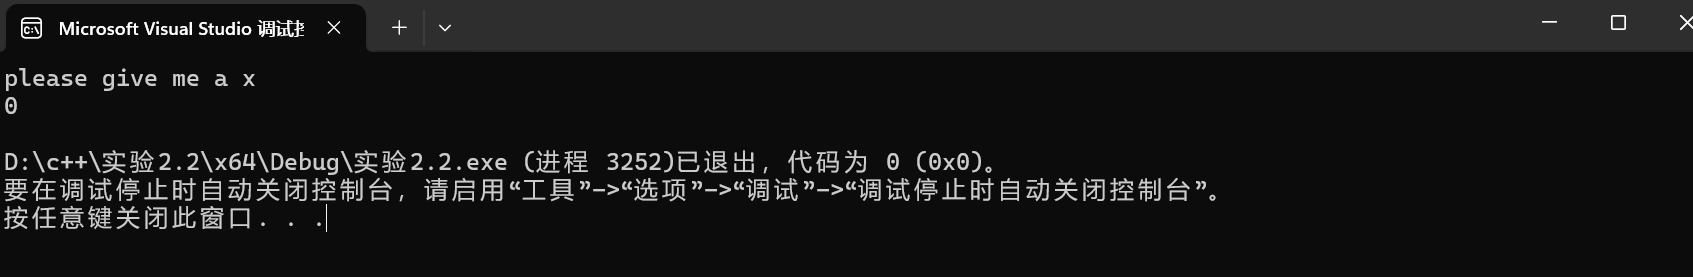 Microsoft Visual Studio 调试
please give me a x
0
D:\c++\实验2.2\x64\Debug\实验2.2.exe (进程 3252)已退出，代码为 0 (0x0)。
要在调试停止时自动关闭控制台，请启用“工具”->“选项”->“调试”->“调试停止时自动关闭控制台”。
按任意键关闭此窗口. . .